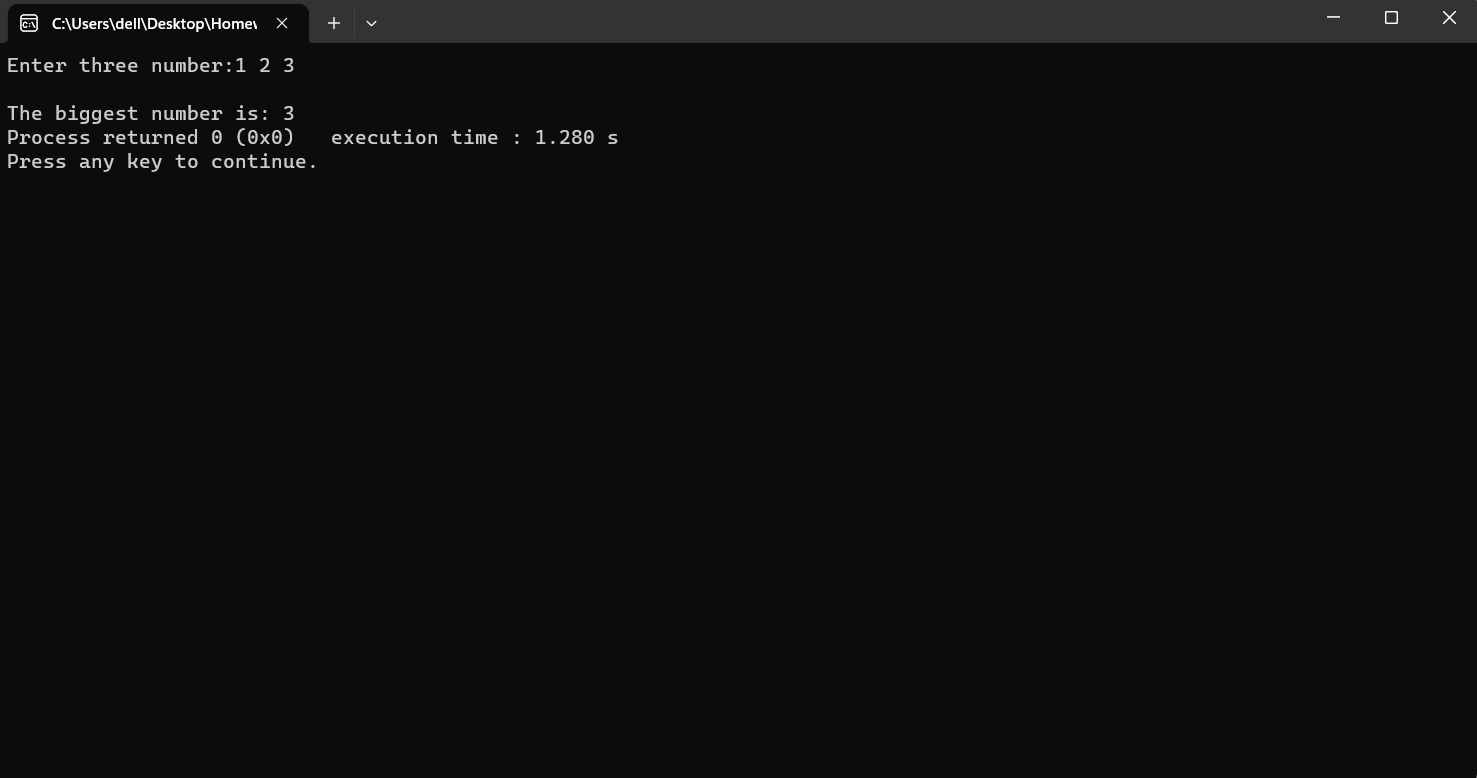 C:\Users\dell\Desktop\Home
Enter three number:1 2 3
The biggest number is: 3
Process returned 0 (0x0)   execution time : 1.280 s
Press any key to continue.